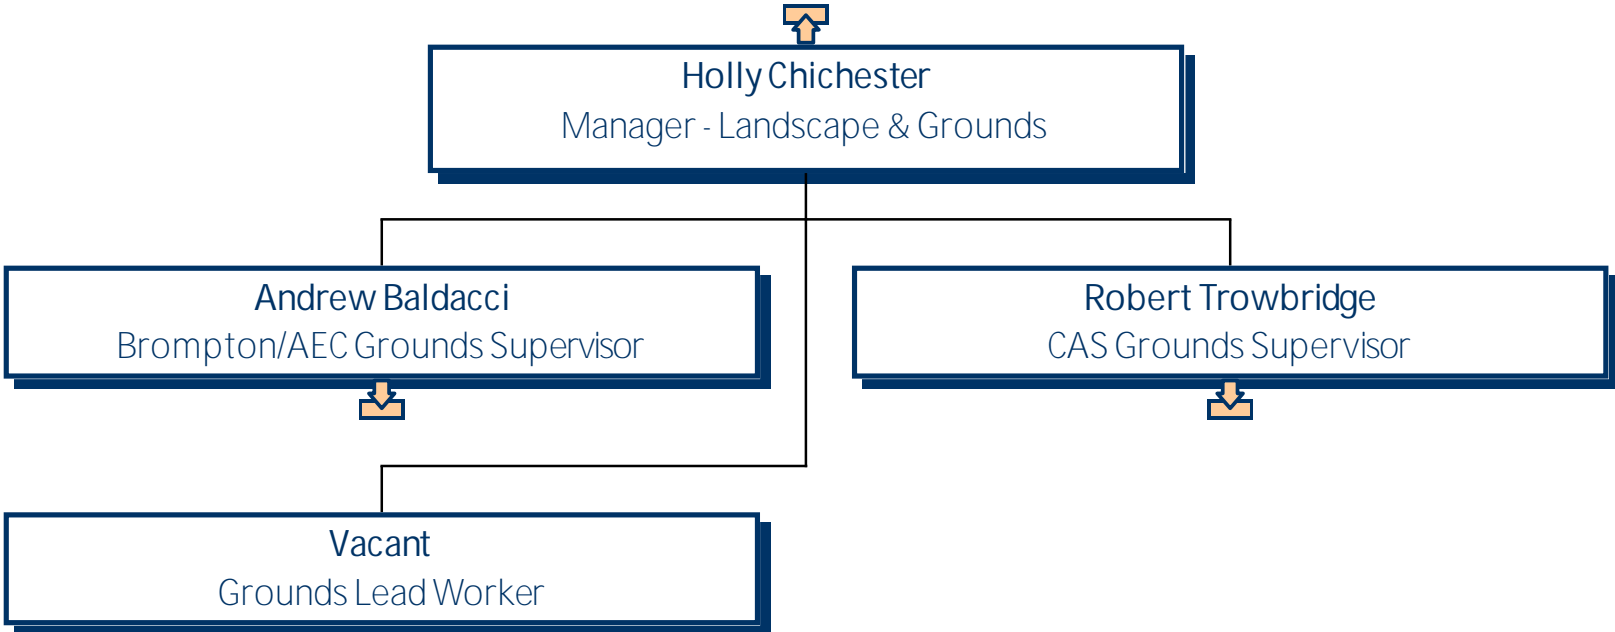 Holly Chichester
Manager - Landscape & Grounds
Andrew Baldacci
Brompton/AEC Grounds Supervisor
Robert Trowbridge
CAS Grounds Supervisor
Vacant
Grounds Lead Worker